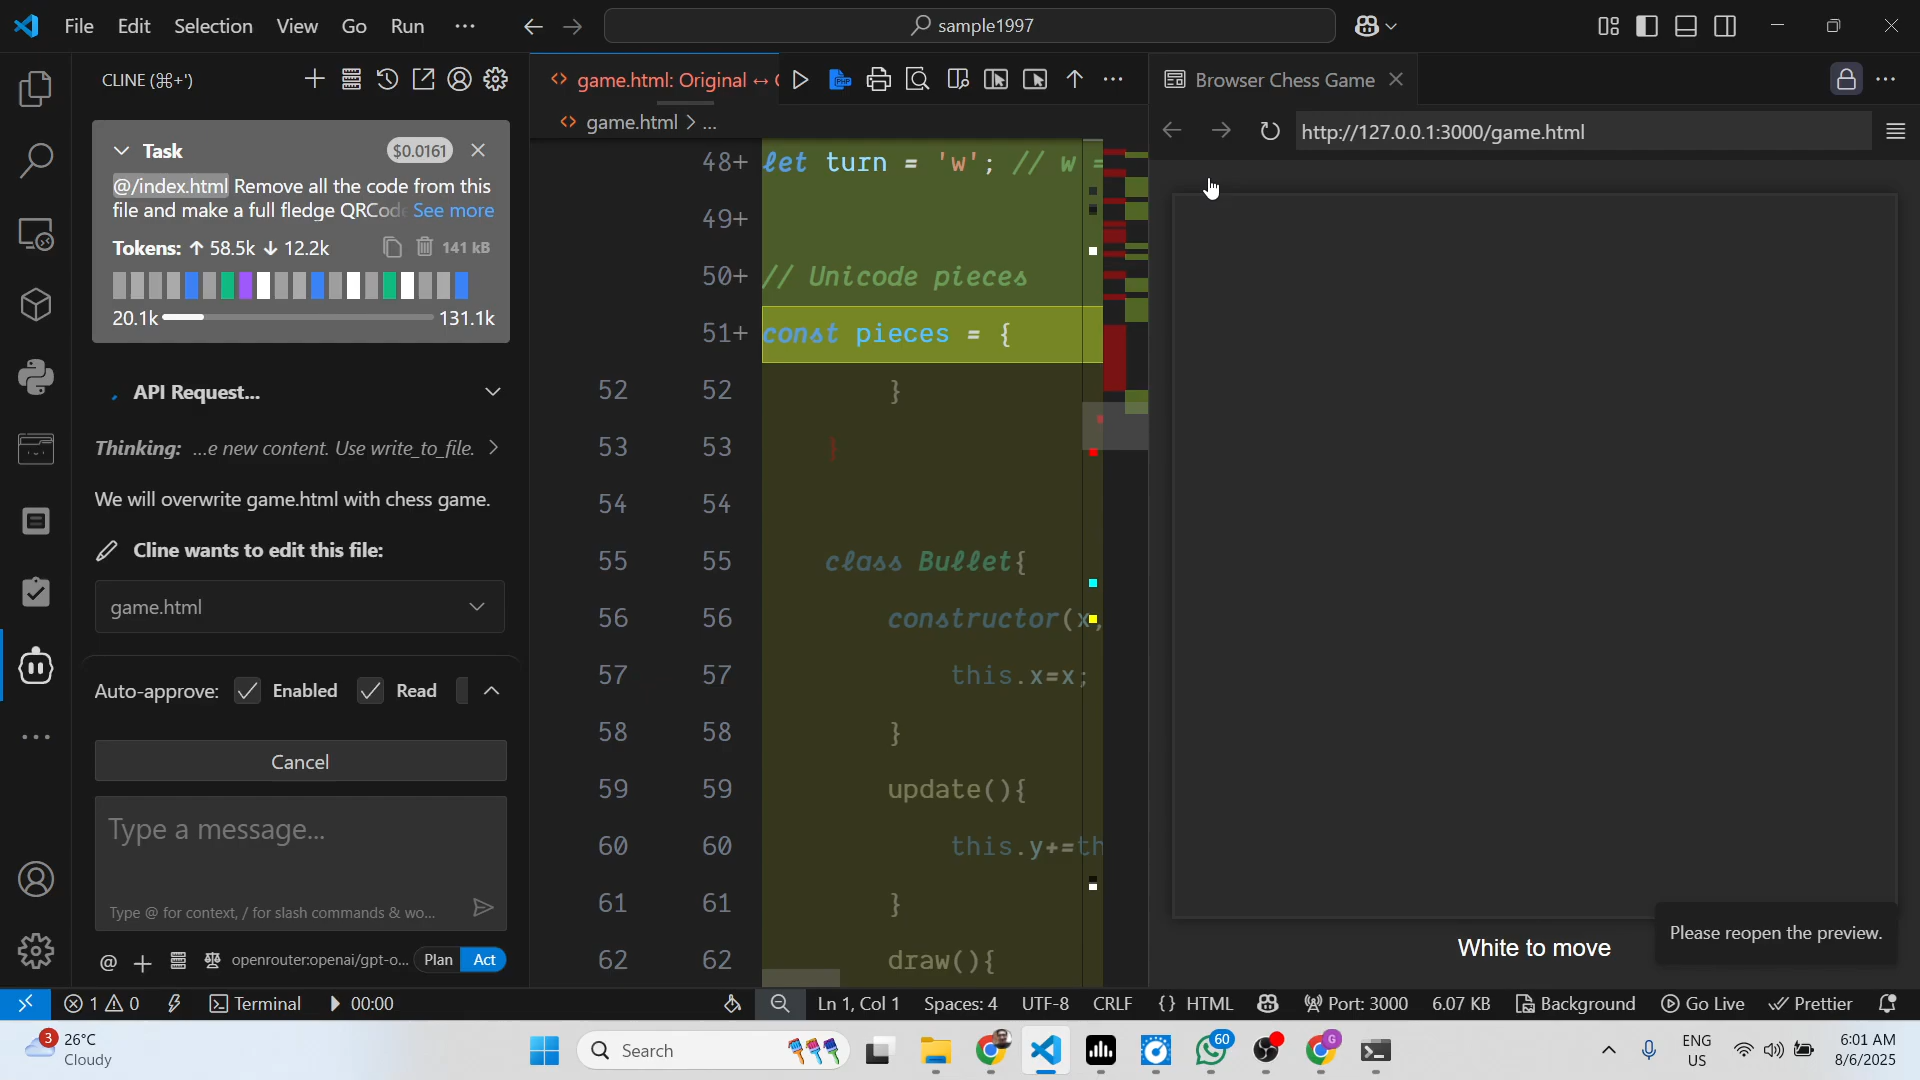 File Edit Selection View Go Run ...
sample1997
CLINE (⌘+')
Task
$0.0161
@/index.html Remove all the code from this
file and make a full fledge QRCode See more
Tokens: ↑ 58.5k ↓ 12.2k
141 kB
20.1k
131.1k
API Request...
Thinking: ...e new content. Use write_to_file.
We will overwrite game.html with chess game.
Cline wants to edit this file:
game.html
Auto-approve: Enabled Read
Cancel
Type a message...
Type @ for context, / for slash commands & wo...
@ + openrouter:openai/gpt-o... Plan Act
game.html: Original ↔
game.html > ...
48+ let turn = 'w'; // w =
49+
50+ // Unicode pieces
51+ const pieces = {
52 52 }
53 53 }
54 54
55 55 class Bullet{
56 56 constructor(x,
57 57 this.x=x;
58 58 }
59 59 update(){
60 60 this.y+=th
61 61 }
62 62 draw(){
Browser Chess Game
http://127.0.0.1:3000/game.html
White to move
Please reopen the preview.
1 0 Terminal 00:00 Ln 1, Col 1 Spaces: 4 UTF-8 CRLF {} HTML Port: 3000 6.07 KB Background Go Live Prettier
3
26°C
Cloudy
Search
60
G
ENG
US
6:01 AM
8/6/2025